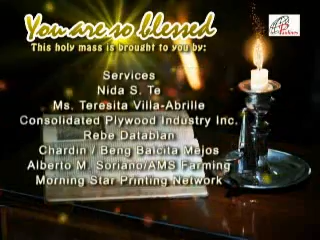 You are so blessed
This holy mass is brought to you by:
Services
Nida S. Te
Ms. Teresita Villa-Abrille
Consolidated Plywood Industry Inc.
Rebe Databian
Chardin / Beng Balcita Mejos
Alberto M. Soriano/AMS Farming
Morning Star Printing Network